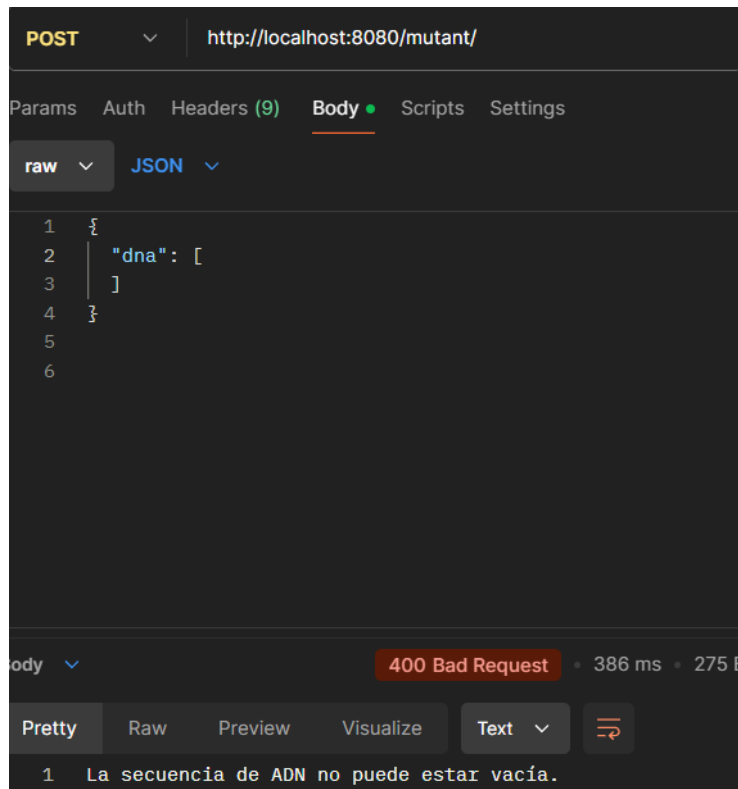 POST http://localhost:8080/mutant/
Params Auth Headers (9) Body Scripts Settings
raw JSON
1 {
2 "dna": [
3 ]
4 }
5
6
ody 400 Bad Request • 386 ms • 275
Pretty Raw Preview Visualize Text
1 La secuencia de ADN no puede estar vacía.